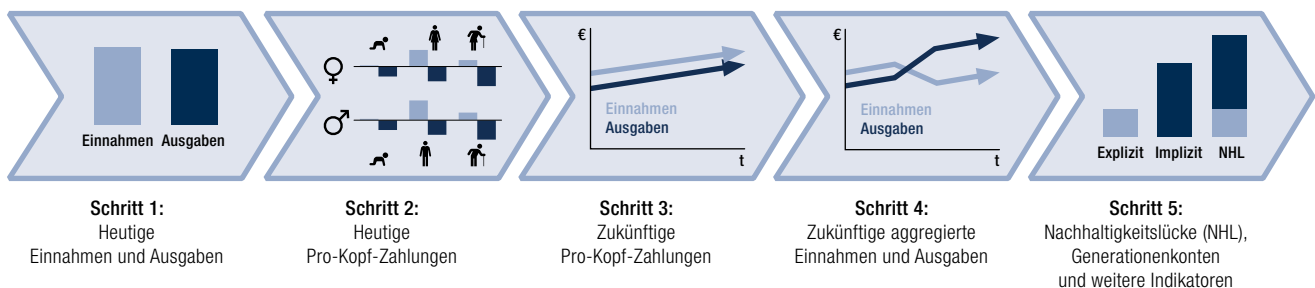 Einnahmen Ausgaben
Schritt 1:
Heutige
Einnahmen und Ausgaben
♀
♂
Schritt 2:
Heutige
Pro-Kopf-Zahlungen
€
Einnahmen
Ausgaben
t
Schritt 3:
Zukünftige
Pro-Kopf-Zahlungen
€
Einnahmen
Ausgaben
t
Schritt 4:
Zukünftige aggregierte
Einnahmen und Ausgaben
Explizit Implizit NHL
Schritt 5:
Nachhaltigkeitslücke (NHL),
Generationenkonten
und weitere Indikatoren